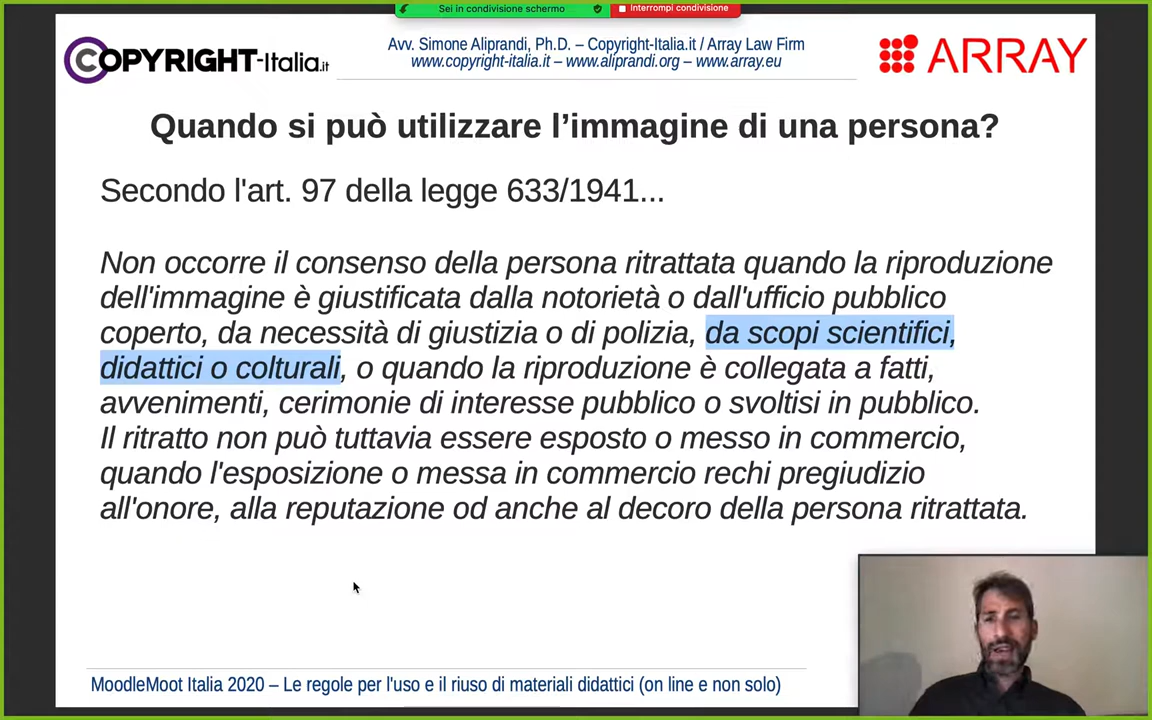 Sei in condivisione schermo
Interrompi condivisione
COPYRIGHT-Italia.it
Avv. Simone Aliprandi, Ph.D. – Copyright-Italia.it / Array Law Firm
www.copyright-italia.it – www.aliprandi.org – www.array.eu
ARRAY
Quando si può utilizzare l’immagine di una persona?
Secondo l'art. 97 della legge 633/1941...
Non occorre il consenso della persona ritrattata quando la riproduzione
dell'immagine è giustificata dalla notorietà o dall'ufficio pubblico
coperto, da necessità di giustizia o di polizia, da scopi scientifici,
didattici o colturali, o quando la riproduzione è collegata a fatti,
avvenimenti, cerimonie di interesse pubblico o svoltisi in pubblico.
Il ritratto non può tuttavia essere esposto o messo in commercio,
quando l'esposizione o messa in commercio rechi pregiudizio
all'onore, alla reputazione od anche al decoro della persona ritrattata.
MoodleMoot Italia 2020 – Le regole per l'uso e il riuso di materiali didattici (on line e non solo)